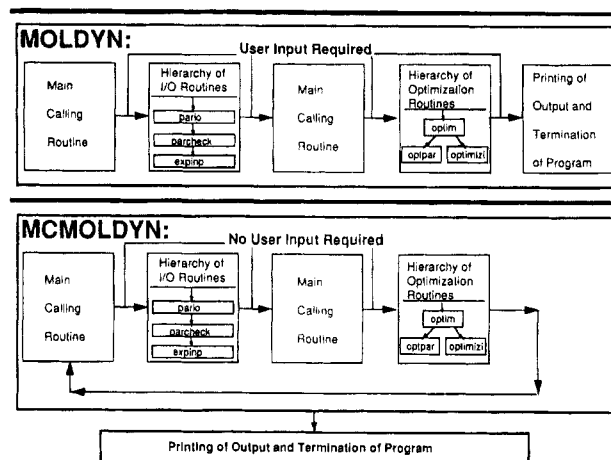 MOLDYN:
User Input Required
Main
Calling
Routine
Hierarchy of
I/O Routines
pario
parcheck
expinp
Main
Calling
Routine
Hierarchy of
Optimization
Routines
optim
optpar
optimizi
Printing of
Output and
Termination
of Program
MCMOLDYN:
No User Input Required
Main
Calling
Routine
Hierarchy of
I/O Routines
pario
parcheck
expinp
Main
Calling
Routine
Hierarchy of
Optimization
Routines
optim
optpar
optimizi
Printing of Output and Termination of Program